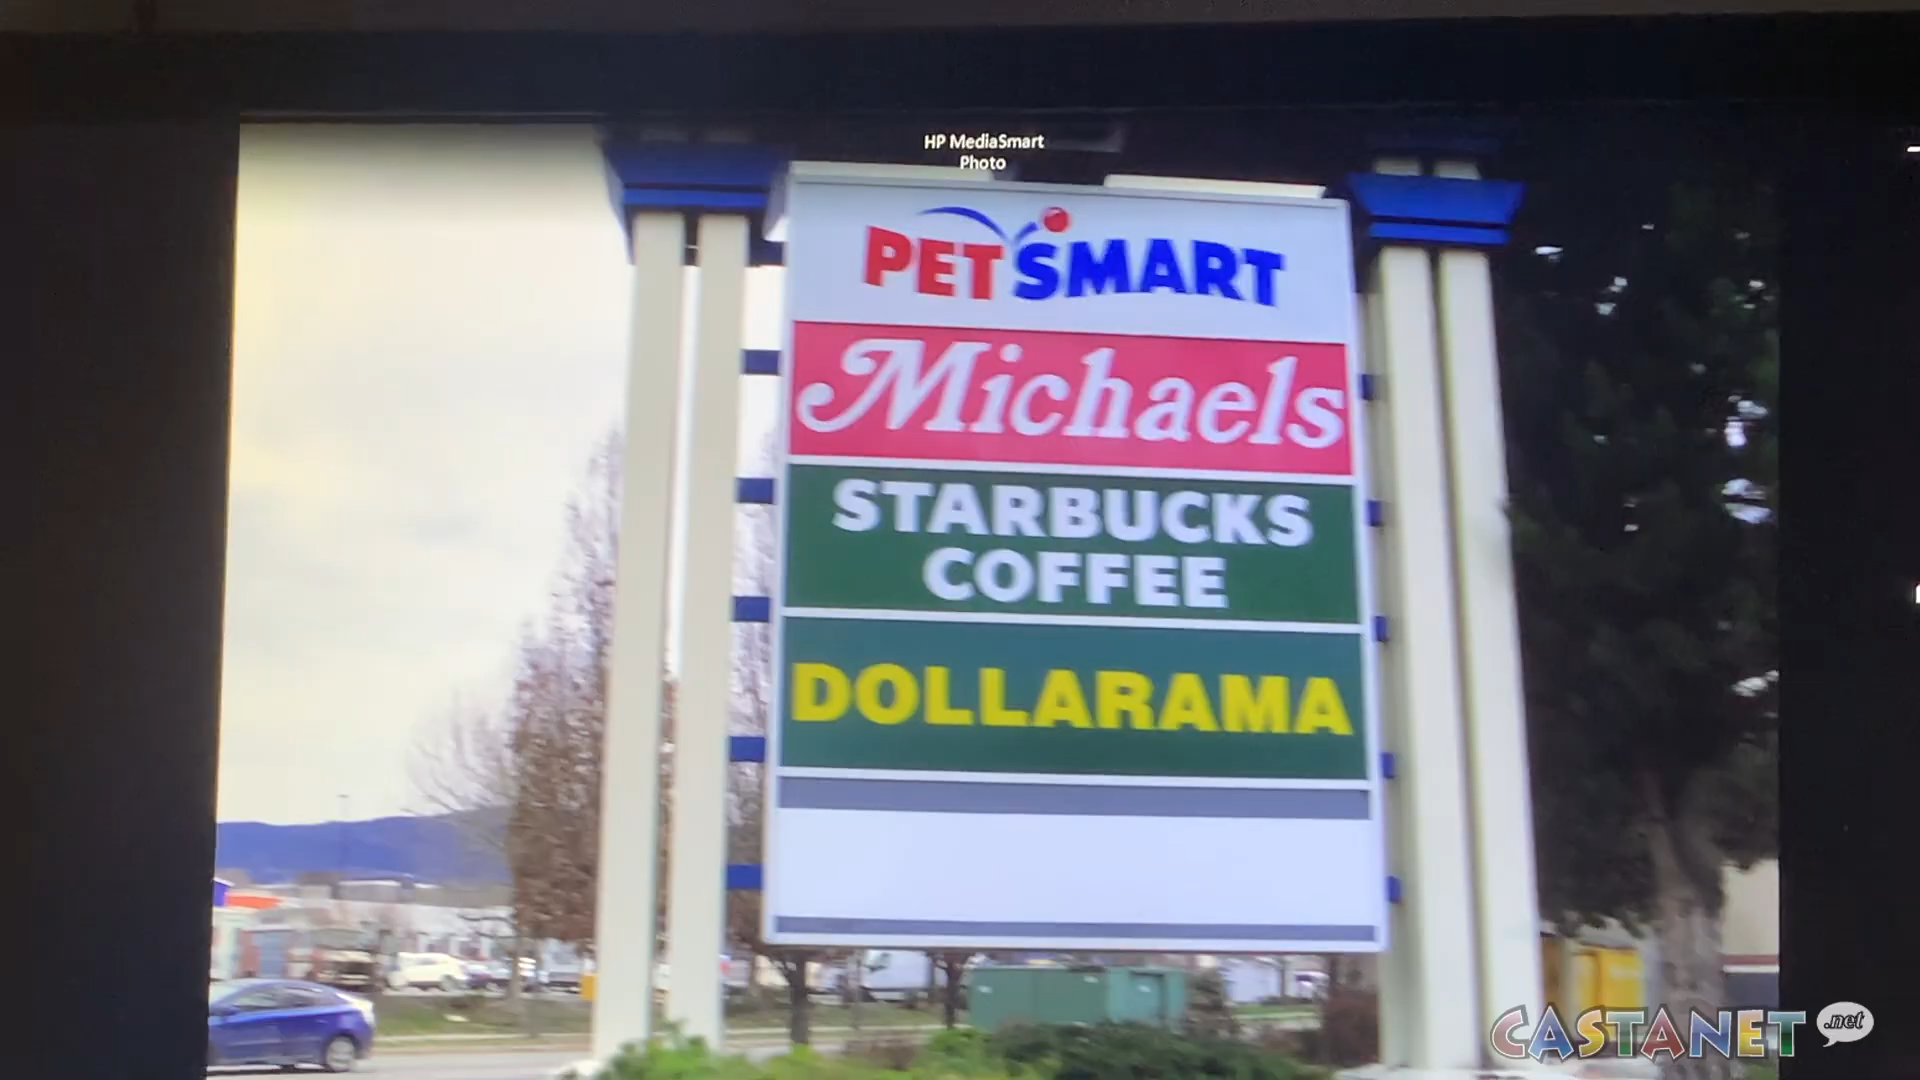 HP MediaSmart
Photo
PETSMART
Michaels
STARBUCKS
COFFEE
DOLLARAMA
CASTANET .net